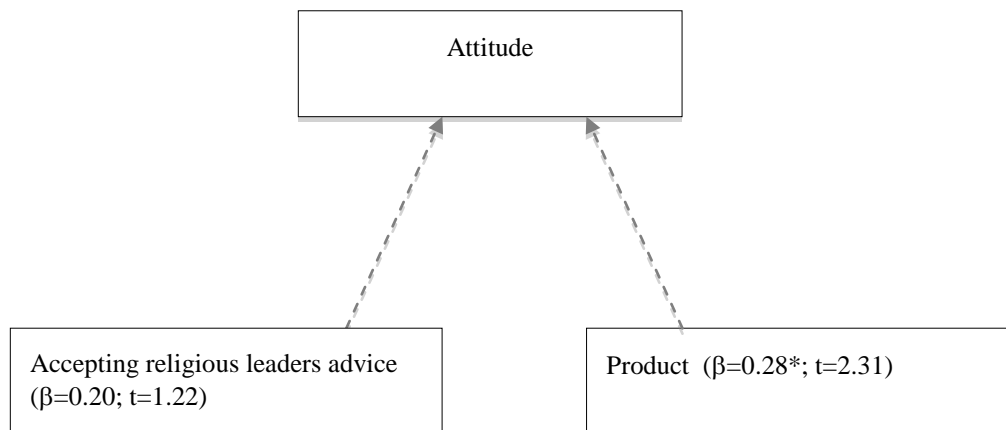 Attitude
Accepting religious leaders advice
(β=0.20; t=1.22)
Product  (β=0.28*; t=2.31)